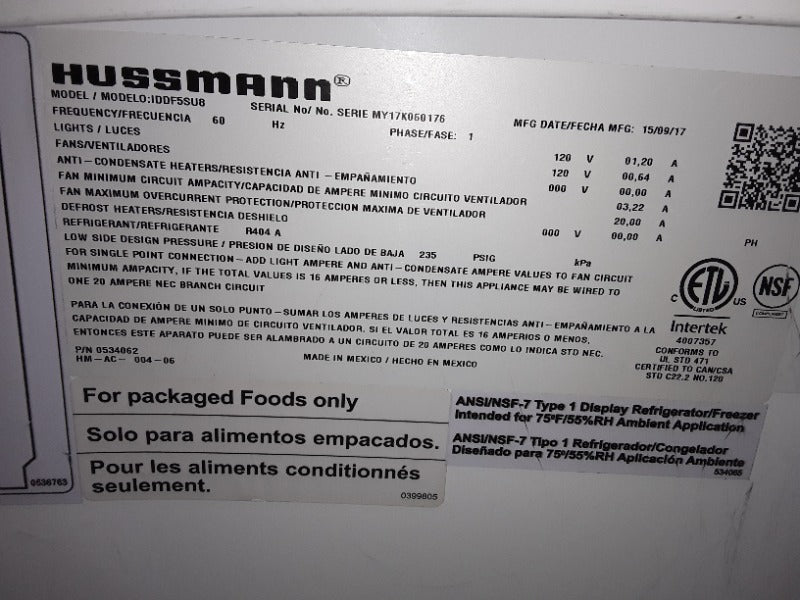 HUSSMANN®
MODEL / MODELO:IDDF5SU8 SERIAL No/ No. SERIE MY17K050176 MFG DATE/FECHA MFG: 15/09/17
FREQUENCY/FRECUENCIA 60 Hz PHASE/FASE: 1
LIGHTS / LUCES 120 V 01,20 A
FANS/VENTILADORES 120 V 00,64 A
ANTI-CONDENSATE HEATERS/RESISTENCIA ANTI-EMPAÑAMIENTO 000 V 00,00 A
FAN MINIMUM CIRCUIT AMPACITY/CAPACIDAD DE AMPERE MINIMO CIRCUITO VENTILADOR 03,22 A
FAN MAXIMUM OVERCURRENT PROTECTION/PROTECCION MAXIMA DE VENTILADOR 20,00 A
DEFROST HEATERS/RESISTENCIA DESHIELO 000 V 00,00 A
REFRIGERANT/REFRIGERANTE R404 A PH
LOW SIDE DESIGN PRESSURE / PRESION DE DISEÑO LADO DE BAJA 235 PSIG kPa
FOR SINGLE POINT CONNECTION-ADD LIGHT AMPERE AND ANTI-CONDENSATE AMPERE VALUES TO FAN CIRCUIT
MINIMUM AMPACITY, IF THE TOTAL VALUES IS 16 AMPERES OR LESS, THEN THIS APPLIANCE MAY BE WIRED TO
ONE 20 AMPERE NEC BRANCH CIRCUIT
PARA LA CONEXIÓN DE UN SOLO PUNTO-SUMAR LOS AMPERES DE LUCES Y RESISTENCIAS ANTI-EMPAÑAMIENTO A LA
CAPACIDAD DE AMPERE MINIMO DE CIRCUITO VENTILADOR. SI EL VALOR TOTAL ES 16 AMPERIOS O MENOS,
ENTONCES ESTE APARATO PUEDE SER ALAMBRADO A UN CIRCUITO DE 20 AMPERES COMO LO INDICA STD NEC.
P/N 0534062 MADE IN MEXICO / HECHO EN MEXICO
HM-AC-004-06
C ETL US
LISTED
Intertek
4007357
CONFORMS TO
UL STD 471
CERTIFIED TO CAN/CSA
STD C22.2 NO.120
NSF
COMPONENT
For packaged Foods only
Solo para alimentos empacados.
Pour les aliments conditionnés
seulement.
0399805
ANSI/NSF-7 Type 1 Display Refrigerator/Freezer
Intended for 75ºF/55%RH Ambient Application
ANSI/NSF-7 Tipo 1 Refrigerador/Congelador
Diseñado para 75º/55%RH Aplicación Ambiente
534065
0536763